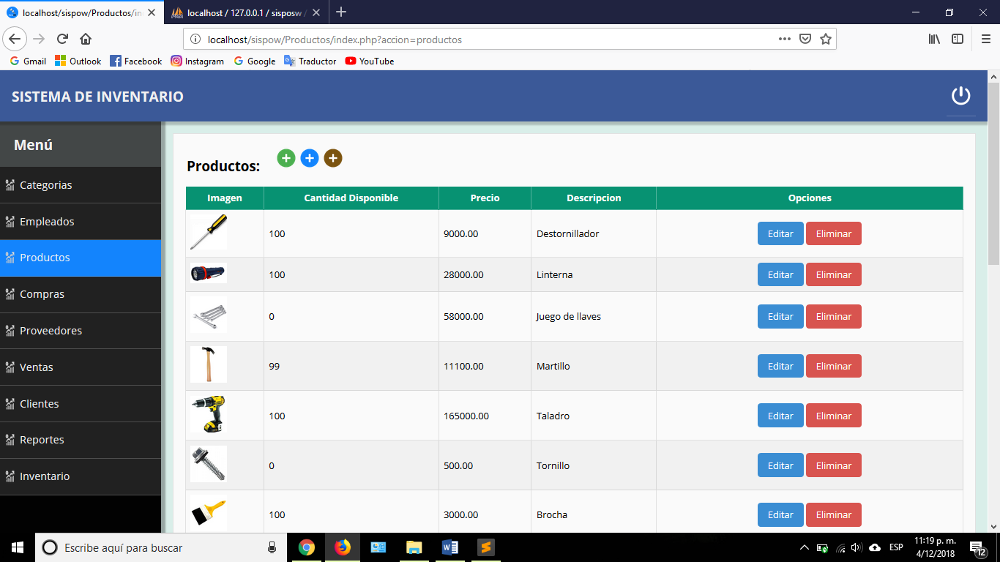 localhost/sispow/Productos/in
localhost / 127.0.0.1 / sisposw /
localhost/sispow/Productos/index.php?accion=productos
Gmail
Outlook
Facebook
Instagram
Google
Traductor
YouTube
SISTEMA DE INVENTARIO
Menú
Categorias
Empleados
Productos
Compras
Proveedores
Ventas
Clientes
Reportes
Inventario
Productos:
Imagen Cantidad Disponible Precio Descripcion Opciones
100 9000.00 Destornillador Editar Eliminar
100 28000.00 Linterna Editar Eliminar
0 58000.00 Juego de llaves Editar Eliminar
99 11100.00 Martillo Editar Eliminar
100 165000.00 Taladro Editar Eliminar
0 500.00 Tornillo Editar Eliminar
100 3000.00 Brocha Editar Eliminar
Escribe aquí para buscar
ESP
11:19 p. m.
4/12/2018
12